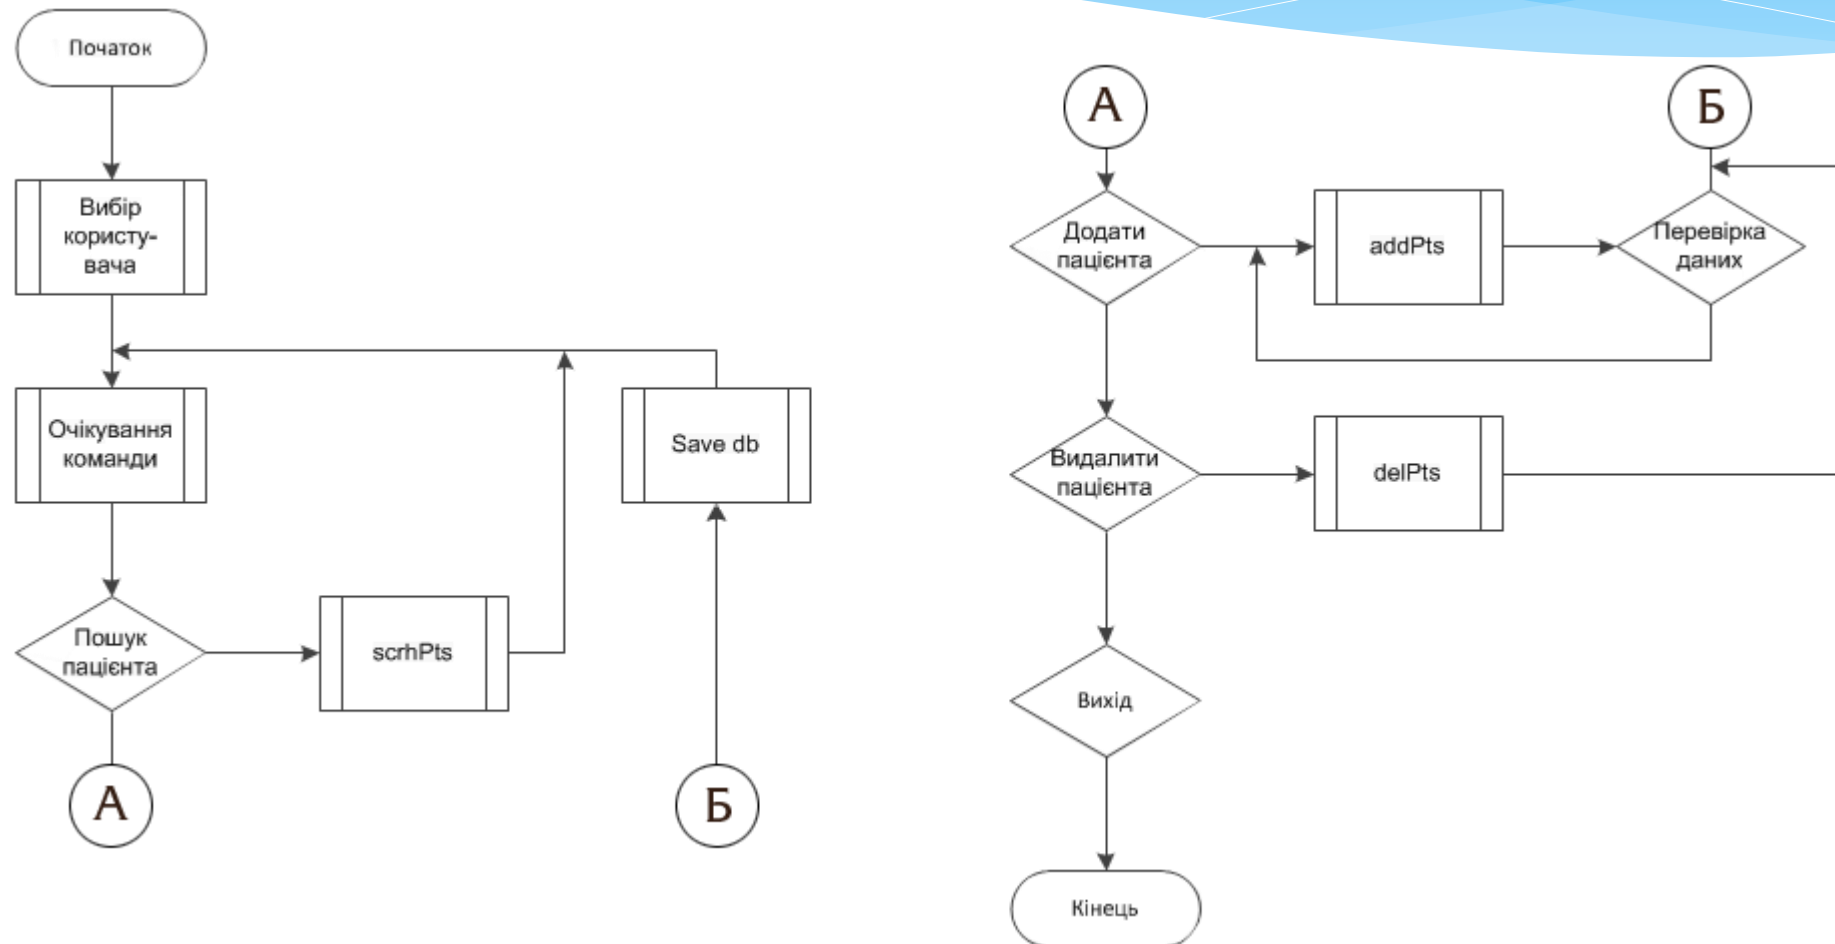 Початок
Вибір
користу-
вача
Очікування
команди
Save db
Пошук
пацієнта
scrhPts
А
Б
А
Б
Додати
пацієнта
addPts
Перевірка
даних
Видалити
пацієнта
delPts
Вихід
Кінець